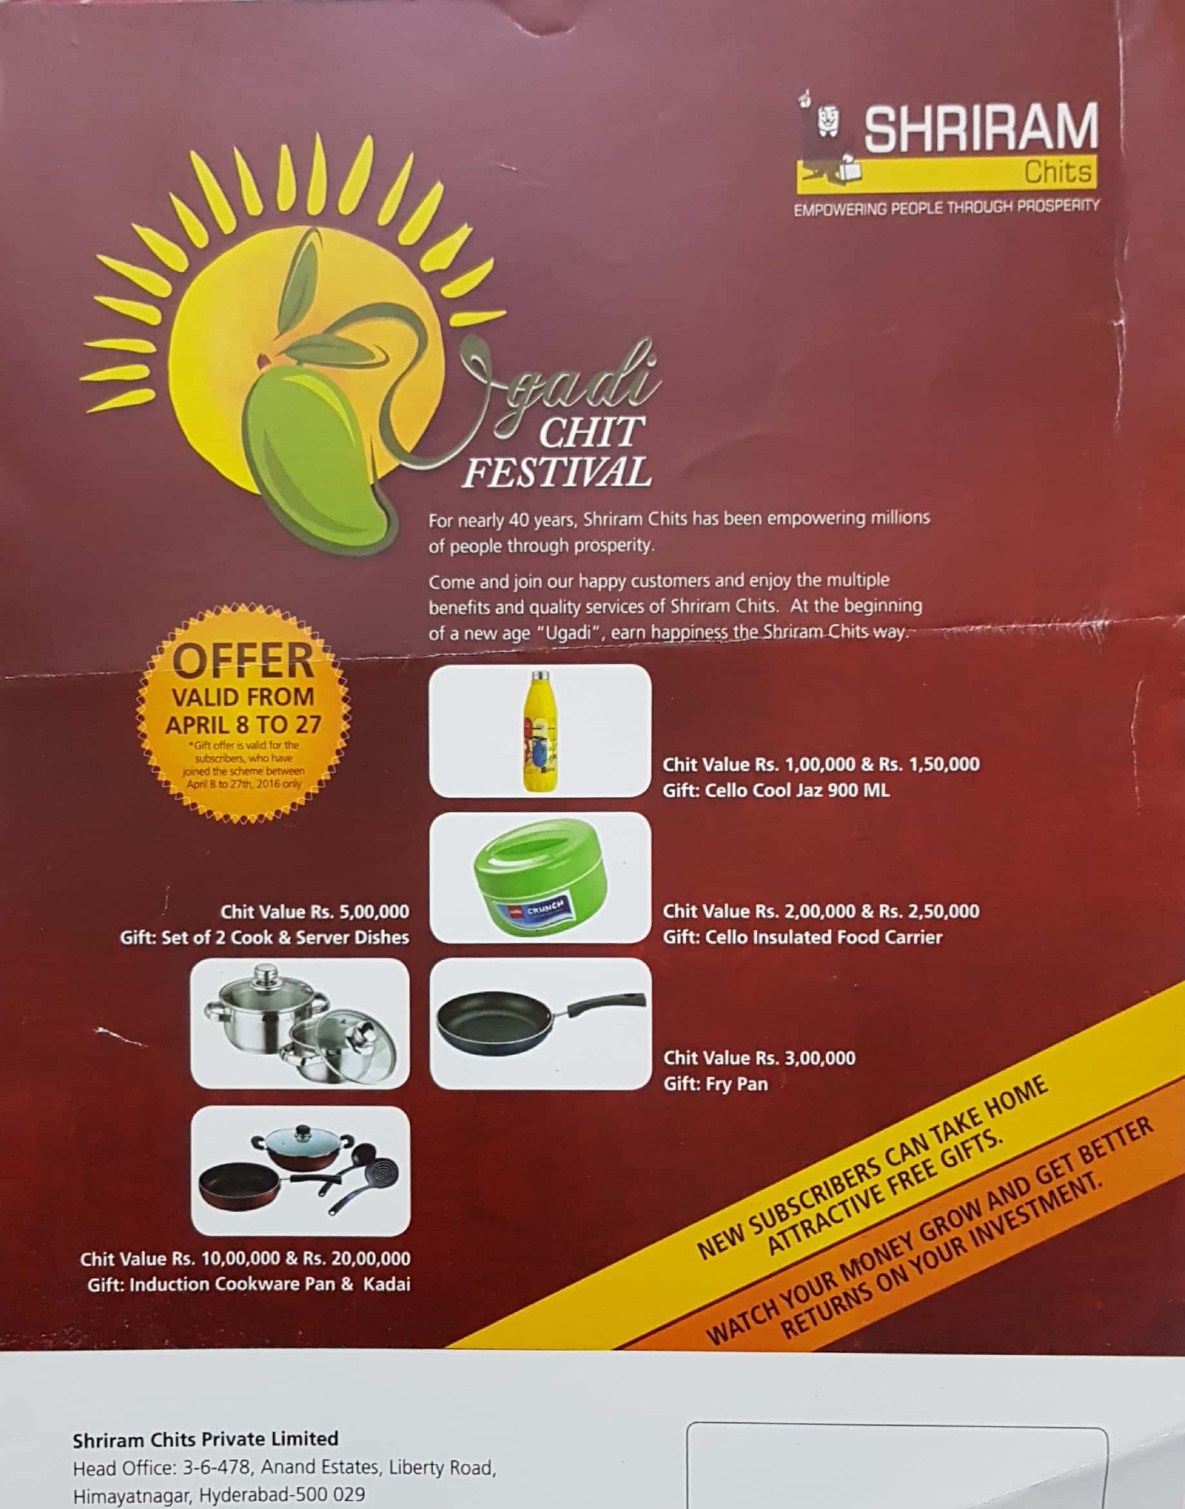 SHRIRAM
Chits
EMPOWERING PEOPLE THROUGH PROSPERITY
Ugadi
CHIT
FESTIVAL
For nearly 40 years, Shriram Chits has been empowering millions
of people through prosperity.
Come and join our happy customers and enjoy the multiple
benefits and quality services of Shriram Chits. At the beginning
of a new age "Ugadi", earn happiness the Shriram Chits way.
OFFER
VALID FROM
APRIL 8 TO 27
*Gift offer is valid for the
subscribers, who have
joined the scheme between
April 8 to 27th, 2016 only
Chit Value Rs. 1,00,000 & Rs. 1,50,000
Gift: Cello Cool Jaz 900 ML
CRUNCH
Chit Value Rs. 2,00,000 & Rs. 2,50,000
Gift: Cello Insulated Food Carrier
Chit Value Rs. 5,00,000
Gift: Set of 2 Cook & Server Dishes
Chit Value Rs. 3,00,000
Gift: Fry Pan
Chit Value Rs. 10,00,000 & Rs. 20,00,000
Gift: Induction Cookware Pan & Kadai
NEW SUBSCRIBERS CAN TAKE HOME
ATTRACTIVE FREE GIFTS.
WATCH YOUR MONEY GROW AND GET BETTER
RETURNS ON YOUR INVESTMENT.
Shriram Chits Private Limited
Head Office: 3-6-478, Anand Estates, Liberty Road,
Himayatnagar, Hyderabad-500 029